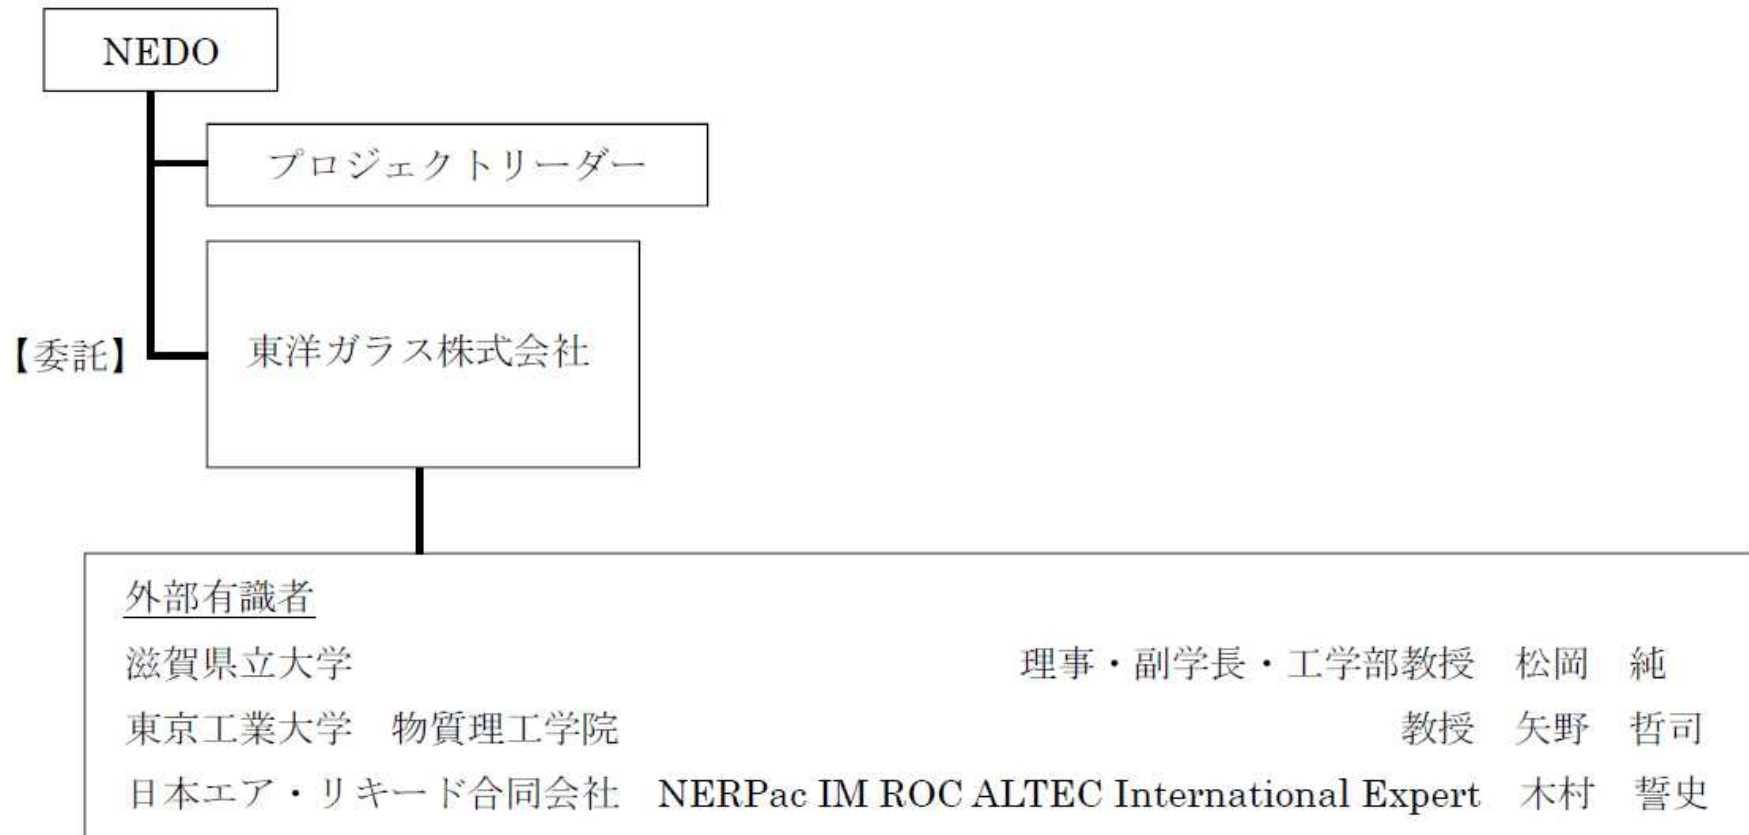 NEDO
プロジェクトリーダー
【委託】
東洋ガラス株式会社
外部有識者
滋賀県立大学 理事・副学長・工学部教授 松岡 純
東京工業大学 物質理工学院 教授 矢野 哲司
日本エア・リキード合同会社 NERPac IM ROC ALTEC International Expert 木村 誓史